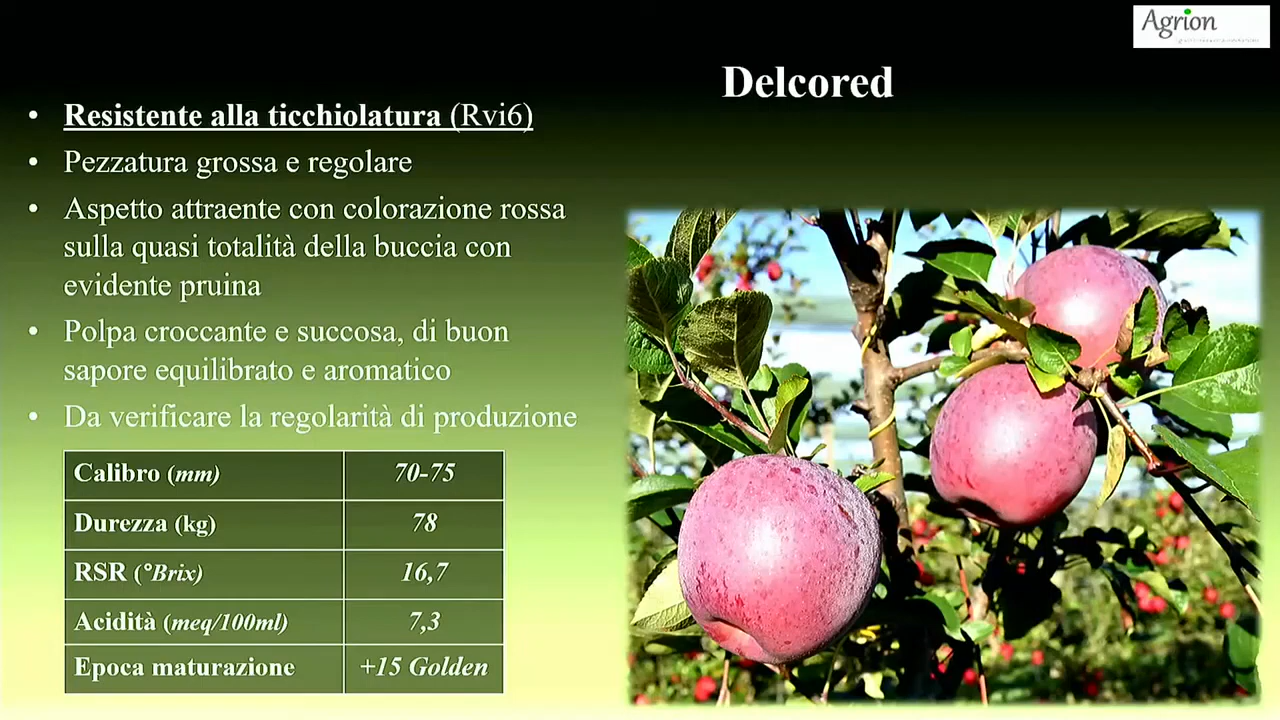 Agrion
Delcored
• Resistente alla ticchiolatura (Rvi6)
• Pezzatura grossa e regolare
• Aspetto attraente con colorazione rossa
sulla quasi totalità della buccia con
evidente pruina
• Polpa croccante e succosa, di buon
sapore equilibrato e aromatico
• Da verificare la regolarità di produzione
Calibro (mm) 70-75
Durezza (kg) 78
RSR (°Brix) 16,7
Acidità (meq/100ml) 7,3
Epoca maturazione +15 Golden